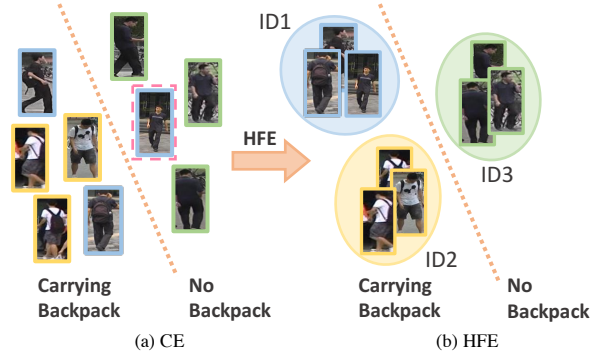 ID1
HFE
ID3
ID2
Carrying
Backpack
No
Backpack
Carrying
Backpack
No
Backpack
(a) CE
(b) HFE